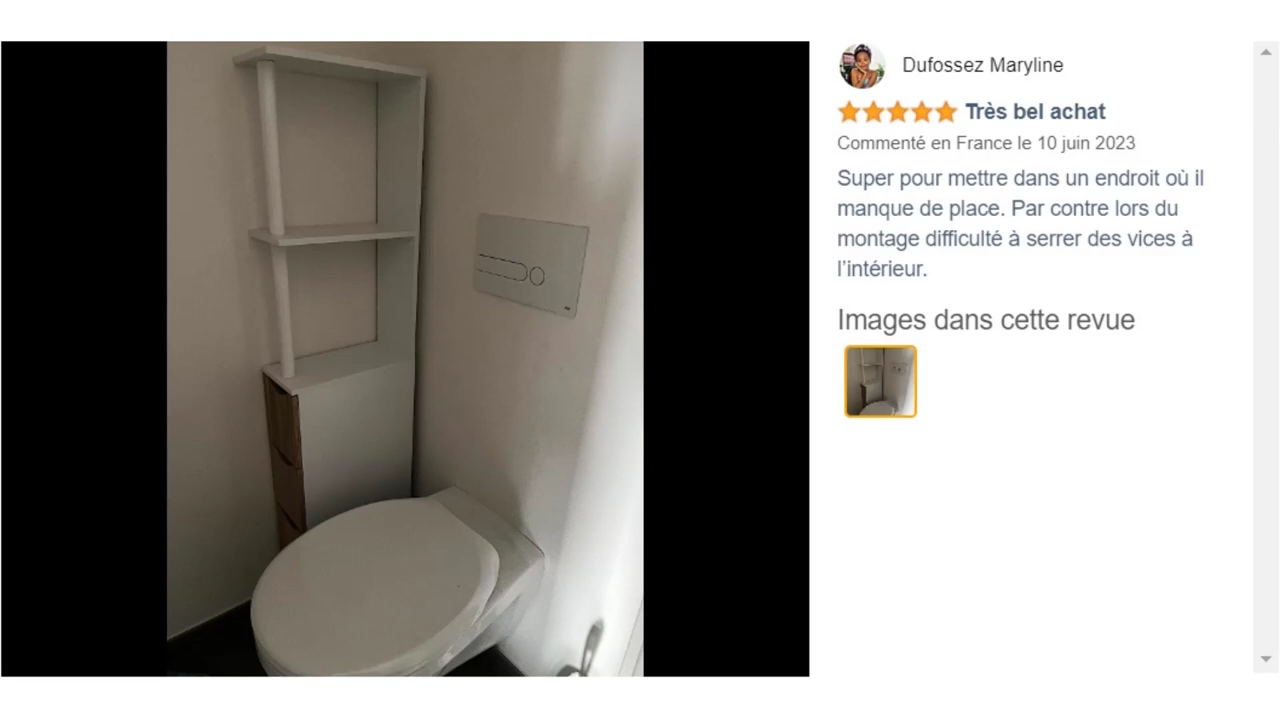 Dufossez Maryline
Très bel achat
Commenté en France le 10 juin 2023
Super pour mettre dans un endroit où il
manque de place. Par contre lors du
montage difficulté à serrer des vices à
l'intérieur.
Images dans cette revue